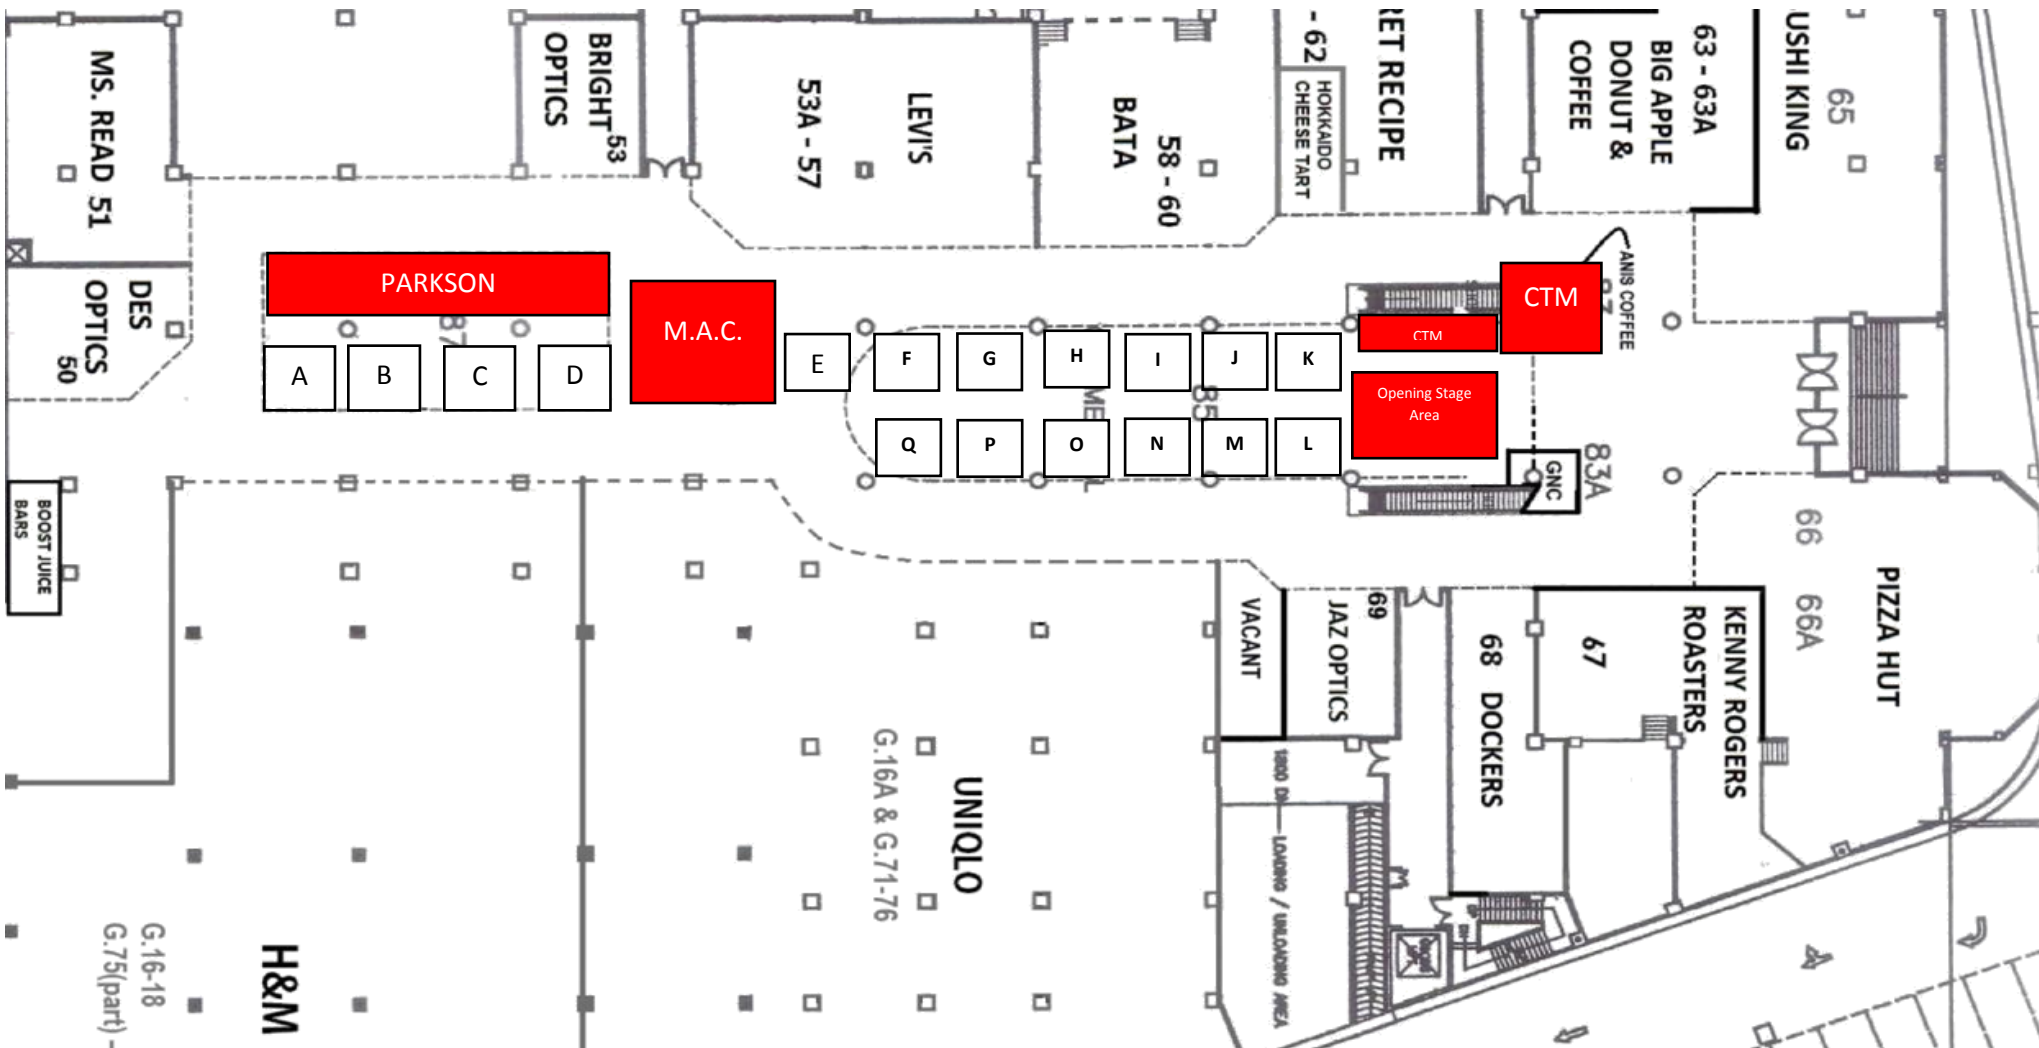 MS. READ 51
DES
OPTICS
50
BOOST JUICE
BARS
BRIGHT 53
OPTICS
53A - 57
LEVI'S
BATA
58 - 60
- 62
HOKKAIDO
CHEESE TART
RET RECIPE
63 - 63A
BIG APPLE
DONUT &
COFFEE
USHI KING
65
PARKSON
M.A.C.
CTM
CTM
ANIS COFFEE
Opening Stage
Area
87
A
B
C
D
E
F
G
H
I
J
K
Q
P
O
N
M
L
85
GNC
83A
66
66A
PIZZA HUT
KENNY ROGERS
ROASTERS
67
68 DOCKERS
69
JAZ OPTICS
VACANT
LOADING / UNLOADING AREA
UNIQLO
G.16A & G.71-76
H&M
G.16-18
G.75(part) -